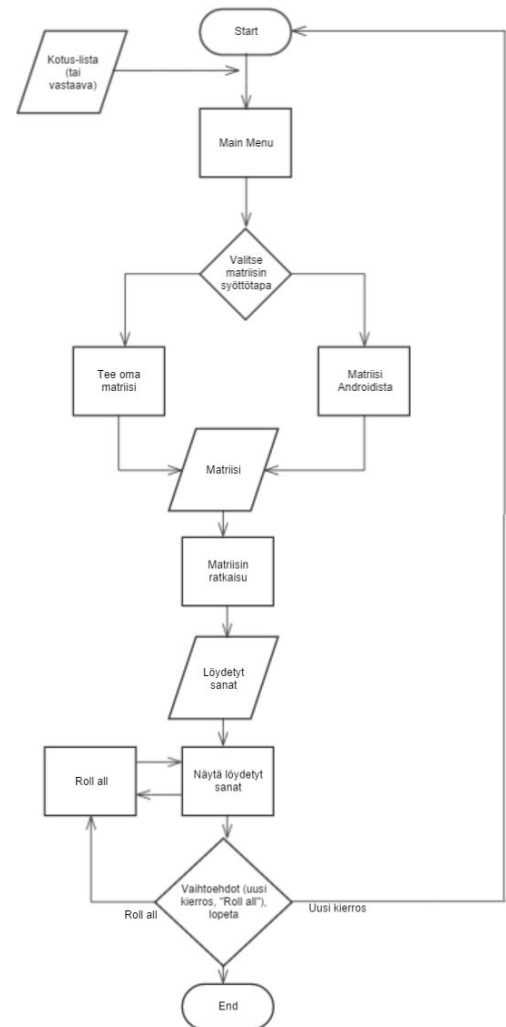 Start
Kotus-lista
(tai
vastaava)
Main Menu
Valitse
matriisin
syöttötapa
Tee oma
matriisi
Matriisi
Androidista
Matriisi
Matriisin
ratkaisu
Löydetyt
sanat
Roll all
Näytä löydetyt
sanat
Vaihtoehdot (uusi
kierros, "Roll all"),
lopeta
Roll all
Uusi kierros
End